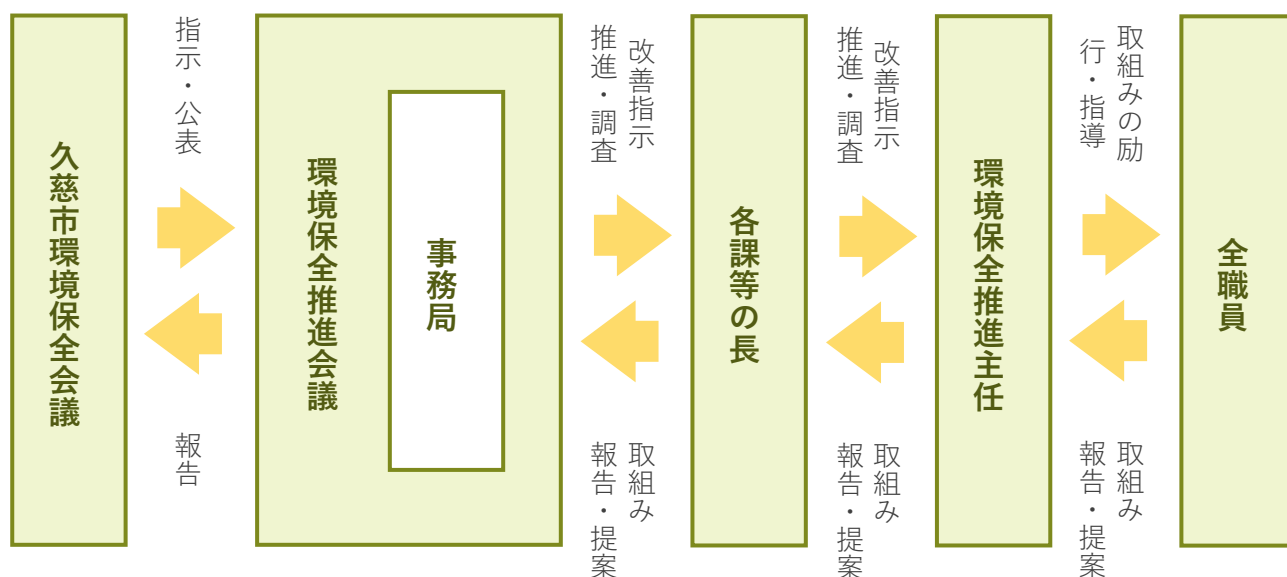 久慈市環境保全会議
指示・公表
報告
環境保全推進会議
事務局
改善指示
推進・調査
取組み
報告・提案
各課等の長
改善指示
推進・調査
取組み
報告・提案
環境保全推進主任
取組みの励
行・指導
取組み
報告・提案
全職員